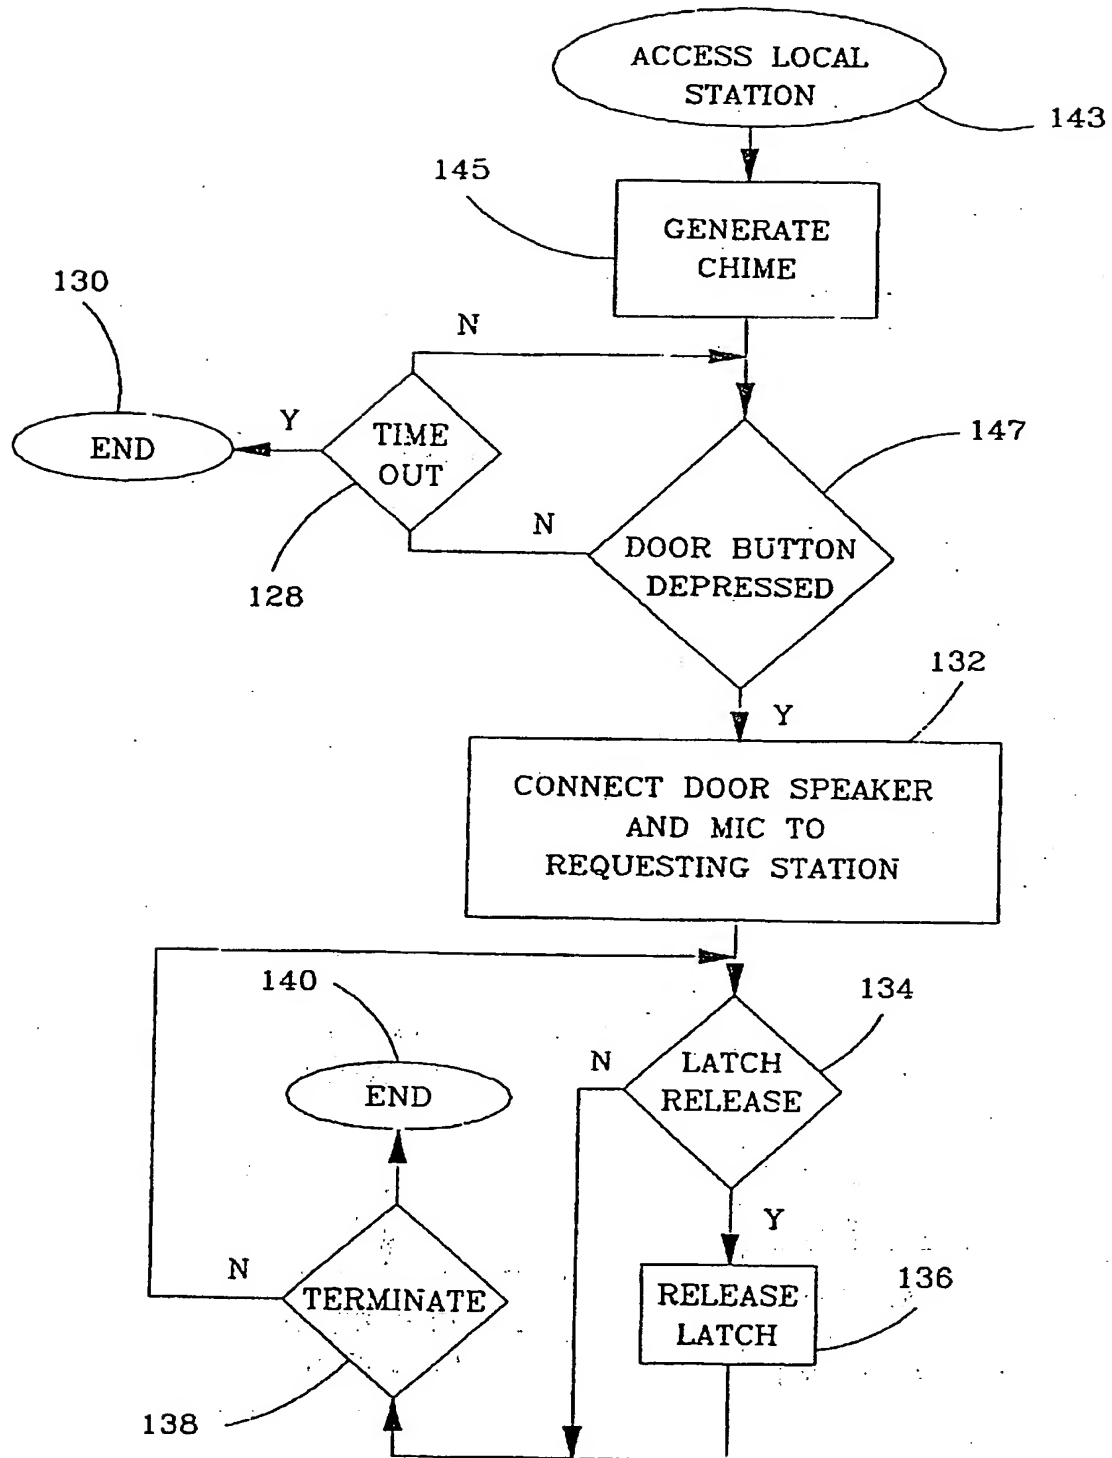 ACCESS LOCAL
STATION
143
145
GENERATE
CHIME
130
N
Y
END
TIME
OUT
147
N
DOOR BUTTON
DEPRESSED
128
132
Y
CONNECT DOOR SPEAKER
AND MIC TO
REQUESTING STATION
140
134
N
LATCH
RELEASE
END
Y
N
TERMINATE
136
RELEASE
LATCH
138